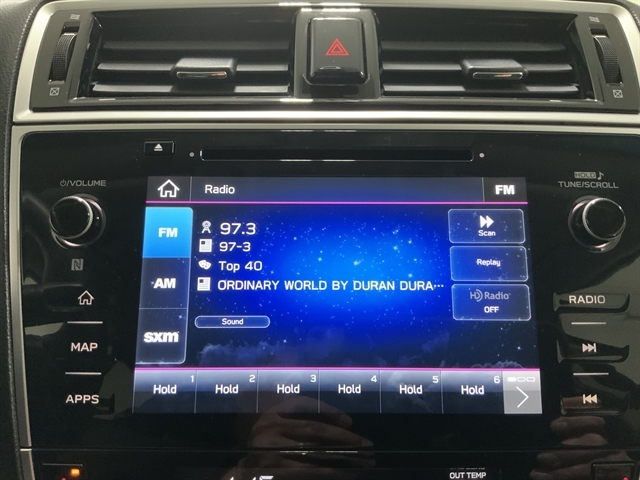 ⏻/VOLUME
HOLD ♪
TUNE/SCROLL
Radio
FM
FM
97.3
97-3
Top 40
ORDINARY WORLD BY DURAN DURA···
Scan
Replay
HD Radio
OFF
AM
Sound
sxm
RADIO
MAP
APPS
1 2 3 4 5 6
Hold Hold Hold Hold Hold Hold
OUT TEMP